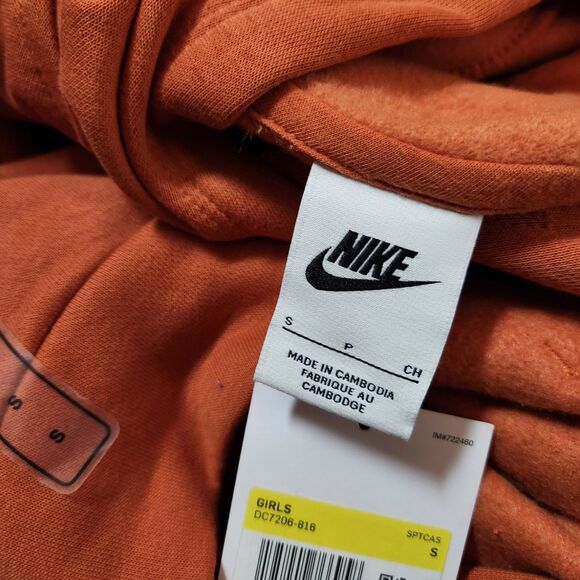 NIKE
S P CH
MADE IN CAMBODIA
FABRIQUE AU
CAMBODGE
IM#722460
GIRLS
DC7206-816
SPTCAS
S
S
S